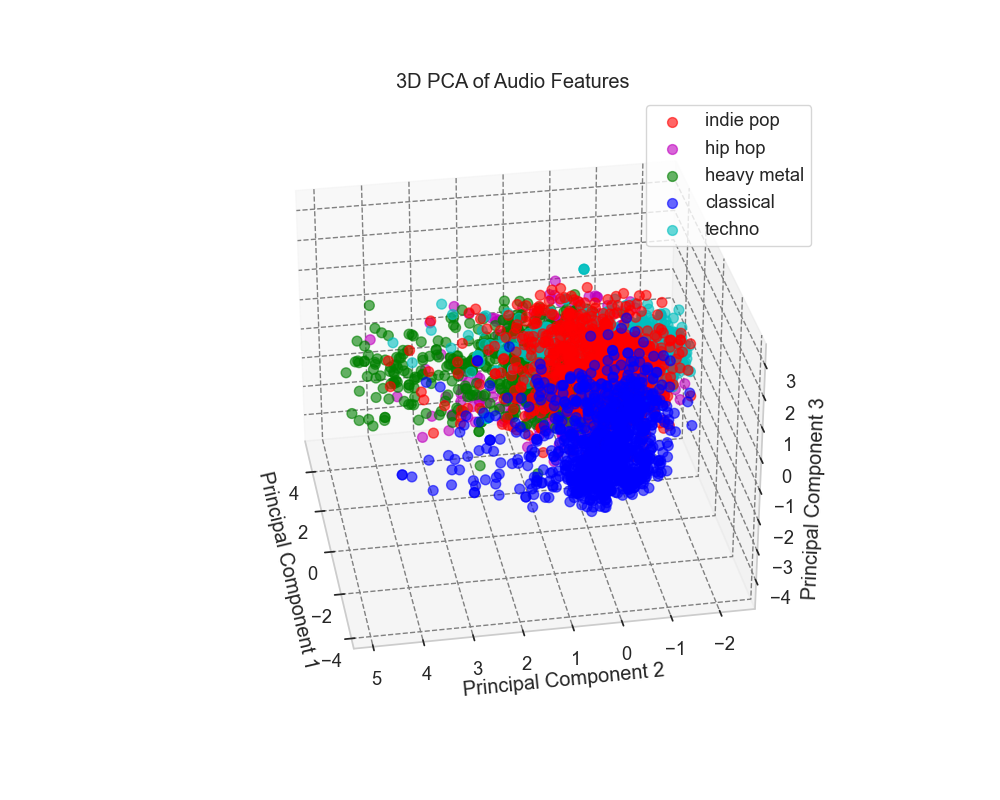 3D PCA of Audio Features
indie pop
hip hop
heavy metal
classical
techno
3
2
1
0
−1
−2
−3
−4
Principal Component 3
4
2
0
−2
−4
Principal Component 1
5
4
3
2
1
0
−1
−2
Principal Component 2